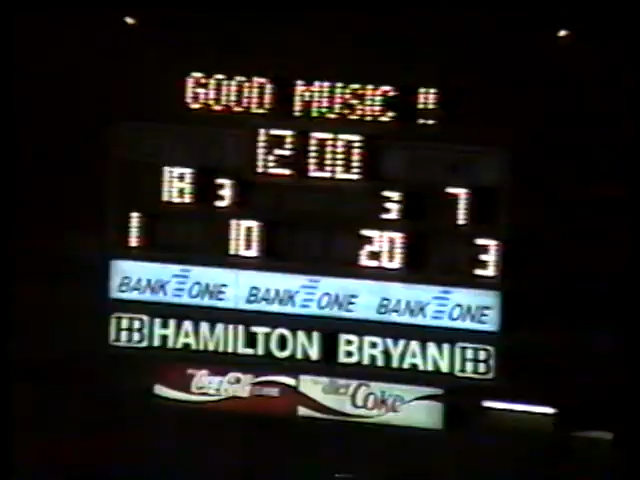 GOOD MUSIC !!
12 00
18 3 3 7
1 10 20 3
BANK ONE BANK ONE BANK ONE
HB HAMILTON BRYAN HB
Coca-Cola diet Coke